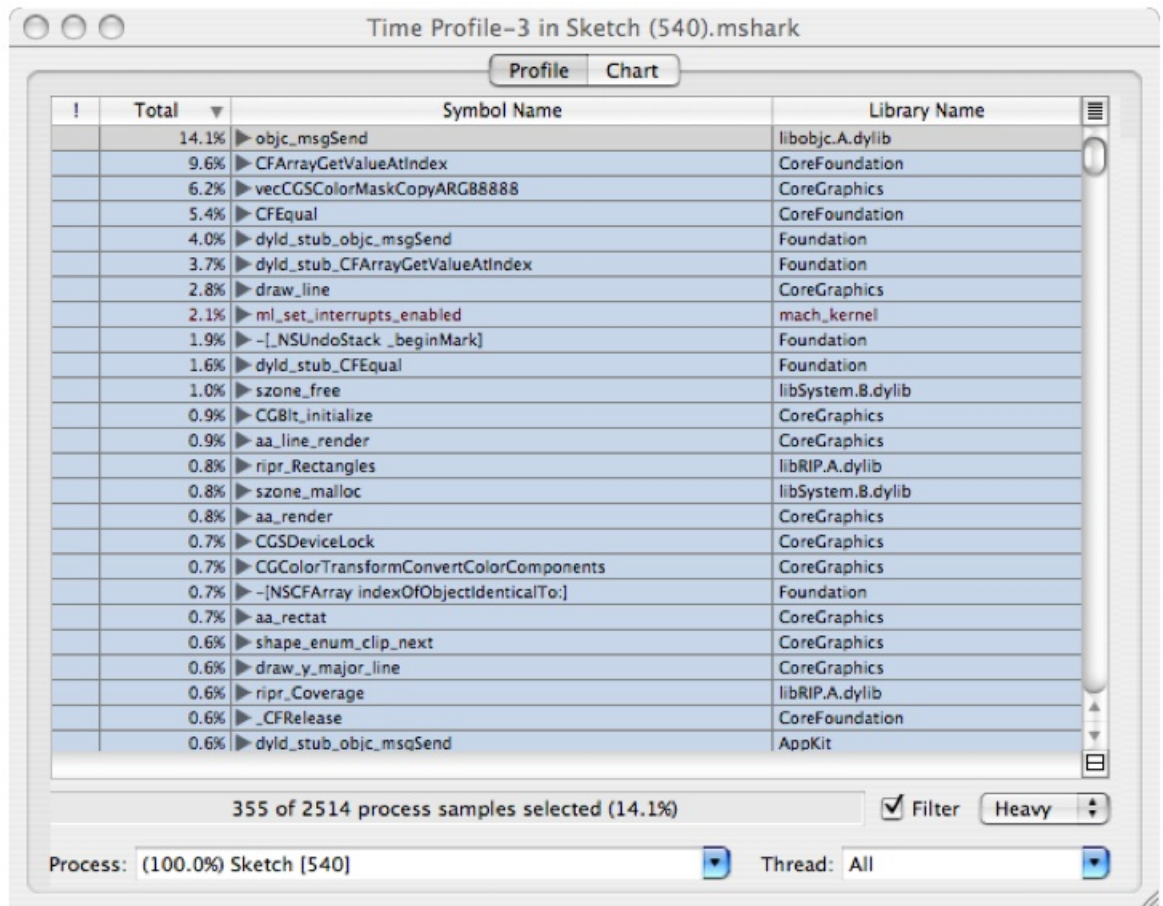 Time Profile-3 in Sketch (540).mshark
Profile Chart
! Total Symbol Name Library Name
14.1% objc_msgSend libobjc.A.dylib
9.6% CFArrayGetValueAtIndex CoreFoundation
6.2% vecCGSColorMaskCopyARGB8888 CoreGraphics
5.4% CFEqual CoreFoundation
4.0% dyld_stub_objc_msgSend Foundation
3.7% dyld_stub_CFArrayGetValueAtIndex Foundation
2.8% draw_line CoreGraphics
2.1% ml_set_interrupts_enabled mach_kernel
1.9% -[_NSUndoStack _beginMark] Foundation
1.6% dyld_stub_CFEqual Foundation
1.0% szone_free libSystem.B.dylib
0.9% CGBlt_initialize CoreGraphics
0.9% aa_line_render CoreGraphics
0.8% ripr_Rectangles libRIP.A.dylib
0.8% szone_malloc libSystem.B.dylib
0.8% aa_render CoreGraphics
0.7% CGSDeviceLock CoreGraphics
0.7% CGColorTransformConvertColorComponents CoreGraphics
0.7% -[NSCFArray indexOfObjectIdenticalTo:] Foundation
0.7% aa_rectat CoreGraphics
0.6% shape_enum_clip_next CoreGraphics
0.6% draw_y_major_line CoreGraphics
0.6% ripr_Coverage libRIP.A.dylib
0.6% _CFRelease CoreFoundation
0.6% dyld_stub_objc_msgSend AppKit
355 of 2514 process samples selected (14.1%) Filter Heavy
Process: (100.0%) Sketch [540] Thread: All